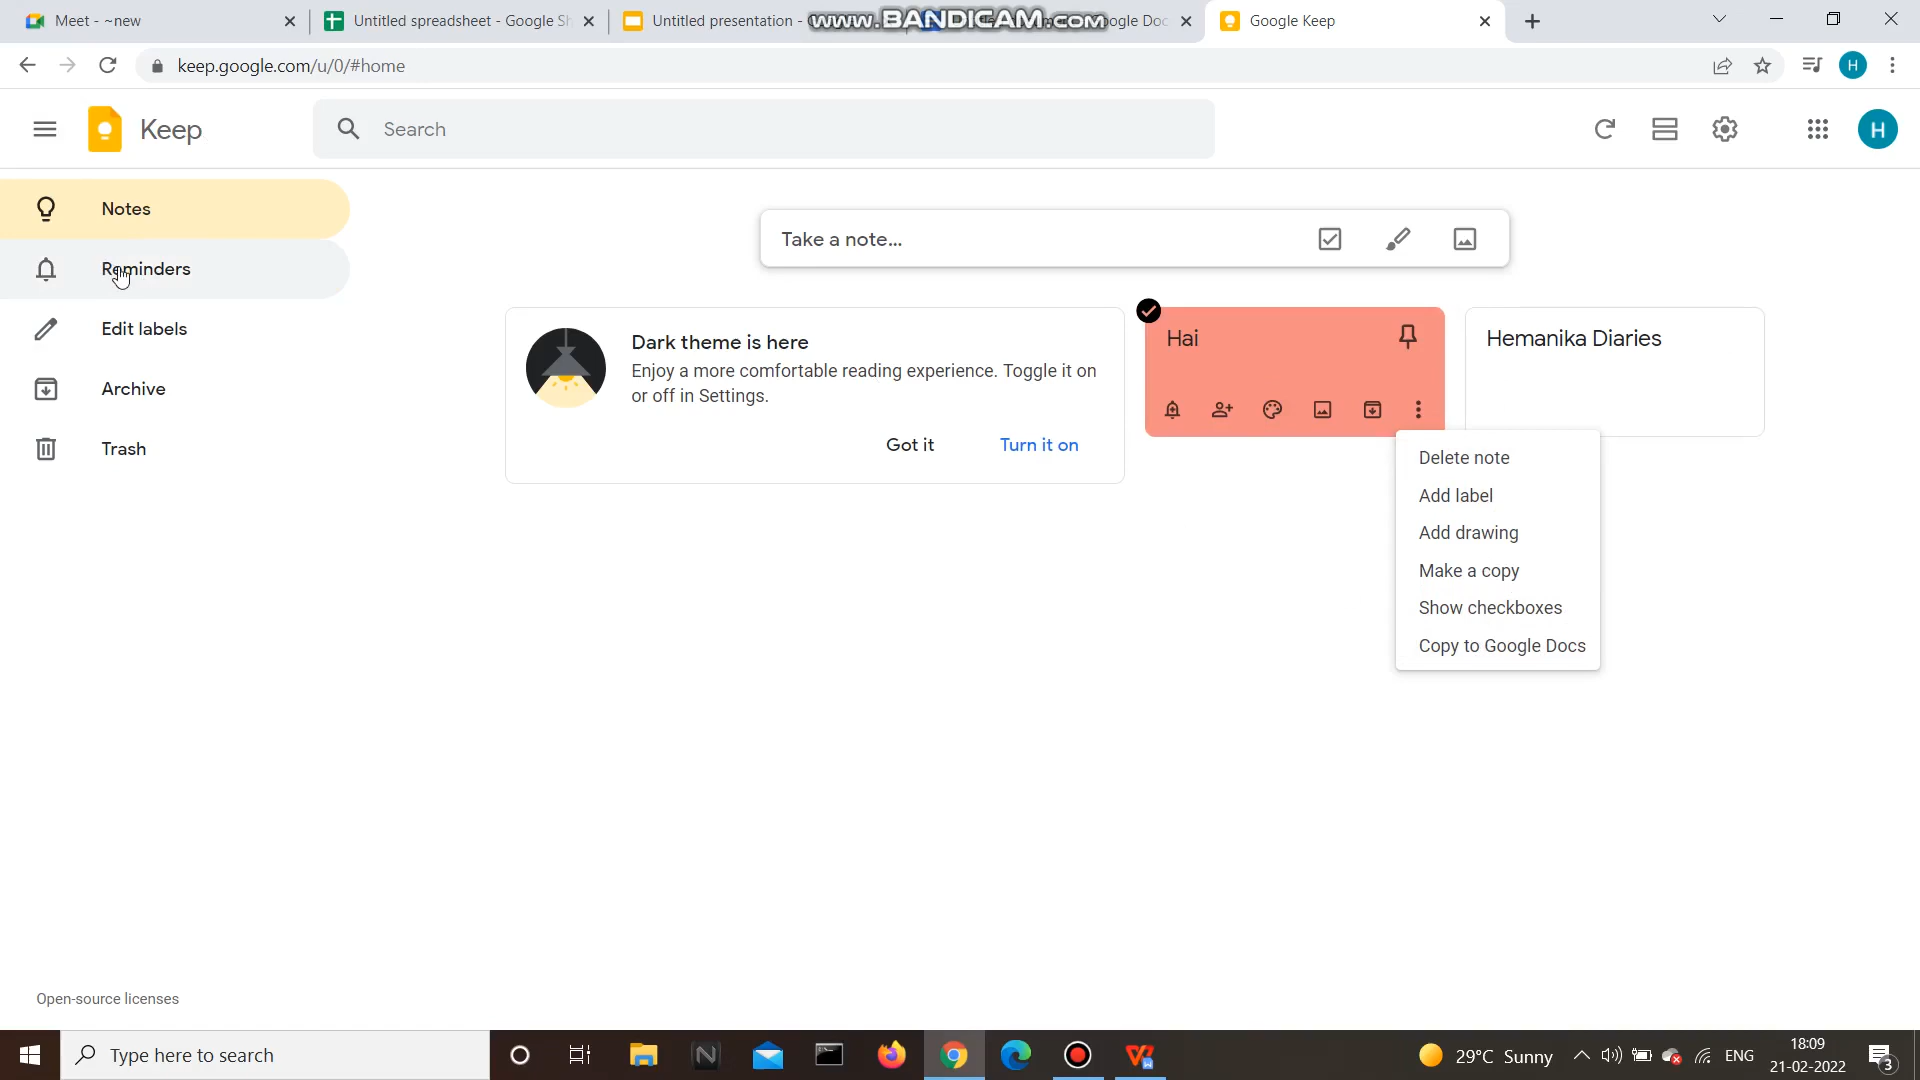 Meet - ~new
Untitled spreadsheet - Google Sh
Untitled presentation -
www.BANDICAM.com
ogle Doc
Google Keep
keep.google.com/u/0/#home
H
Keep
Search
H
Notes
Reminders
Edit labels
Archive
Trash
Take a note...
Dark theme is here
Enjoy a more comfortable reading experience. Toggle it on
or off in Settings.
Got it
Turn it on
Hai
Hemanika Diaries
Delete note
Add label
Add drawing
Make a copy
Show checkboxes
Copy to Google Docs
Open-source licenses
Type here to search
29°C Sunny
ENG
18:09
21-02-2022
3